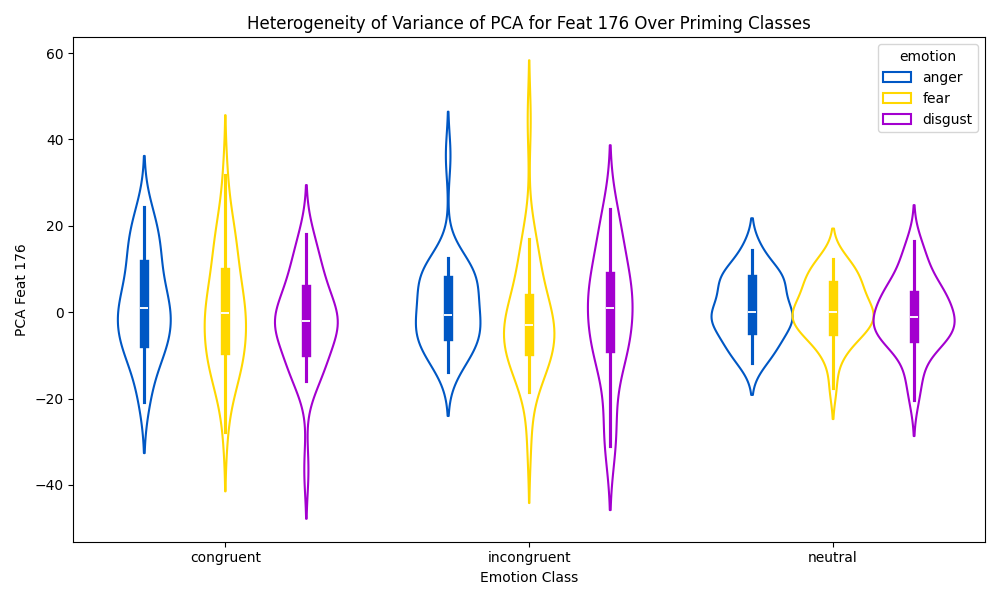 Heterogeneity of Variance of PCA for Feat 176 Over Priming Classes
emotion
anger
fear
disgust
PCA Feat 176
60
40
20
0
−20
−40
congruent
incongruent
neutral
Emotion Class